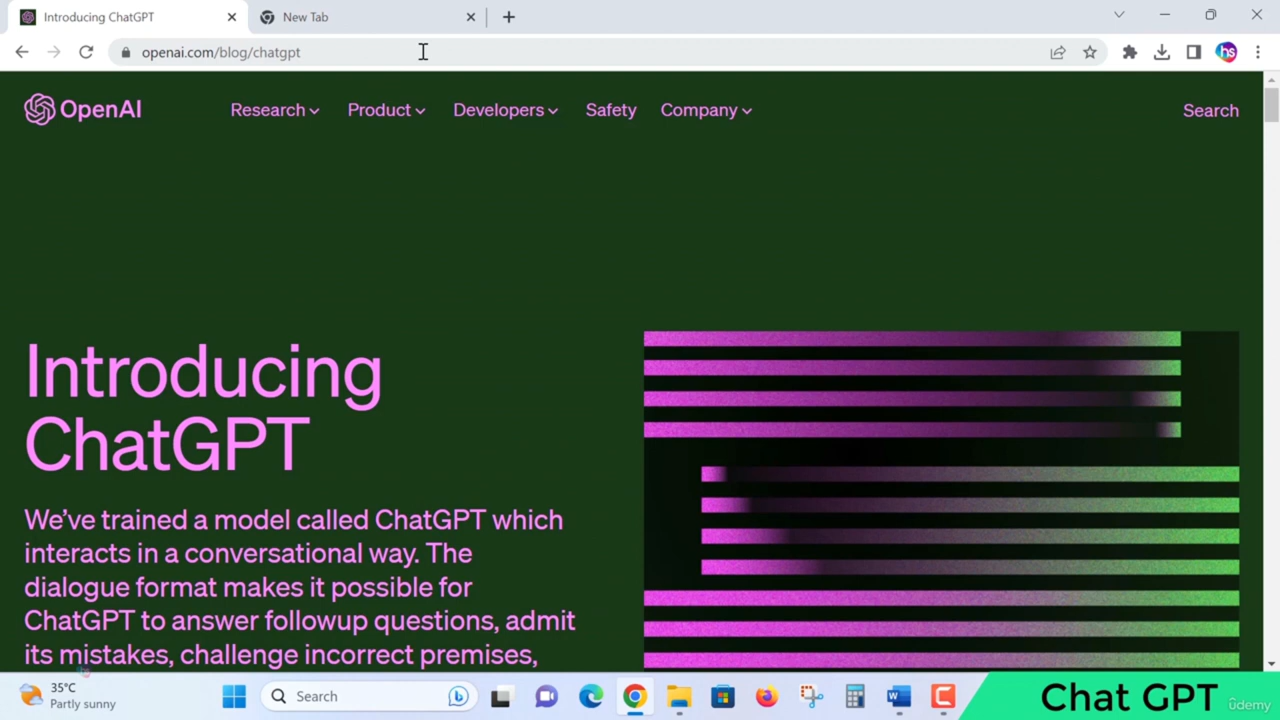 Introducing ChatGPT
New Tab
openai.com/blog/chatgpt
hs
OpenAI
Research
Product
Developers
Safety
Company
Search
Introducing
ChatGPT
We’ve trained a model called ChatGPT which
interacts in a conversational way. The
dialogue format makes it possible for
ChatGPT to answer followup questions, admit
its mistakes, challenge incorrect premises,
35°C
Partly sunny
Search
Chat GPT
ûdemy